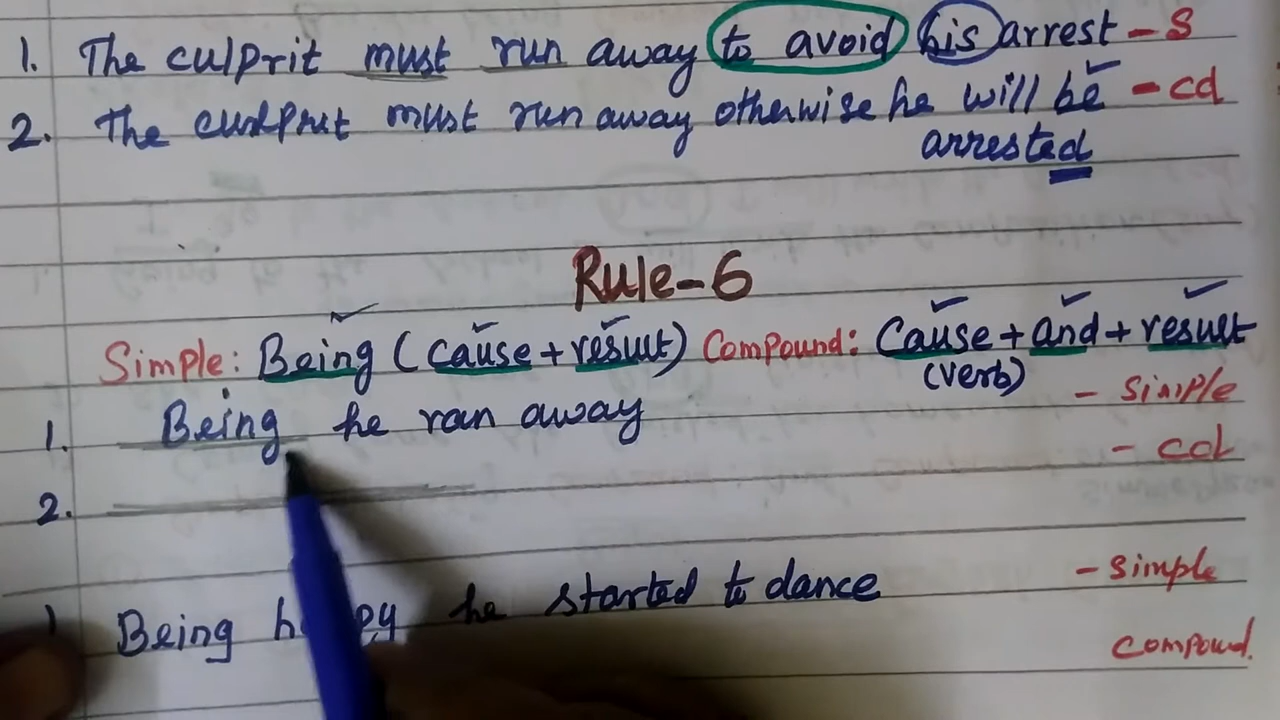 1. The culprit must run away to avoid his arrest - S
2. The culprit must run away otherwise he will be - cd
arrested
Rule-6
Simple: Being (cause + result) Compound: Cause + and + result
(verb)
1. Being he ran away - simple
- cd
2.
1 Being he started to dance - simple
compound.